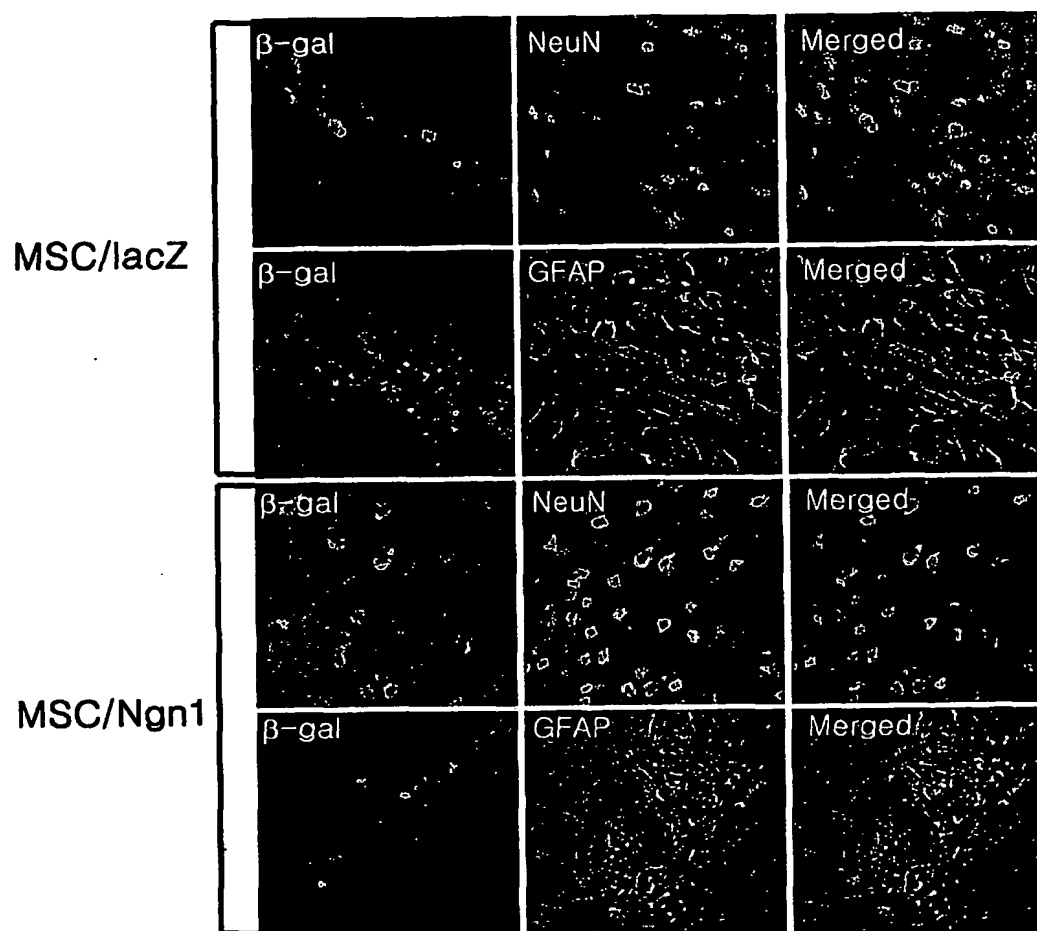 β-gal NeuN Merged
MSC/lacZ
β-gal GFAP Merged
β-gal NeuN Merged
MSC/Ngn1
β-gal GFAP Merged